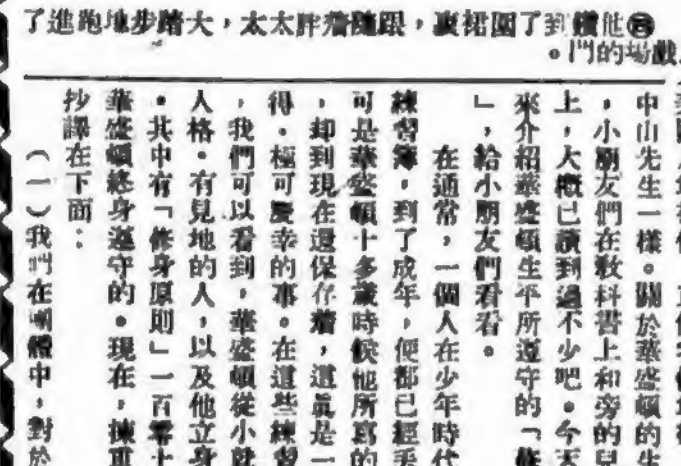 他鑽到了圍裙裏，跟隨着胖太太，大踏步地跑進了
戲場的門。
中山先生一樣。關於華盛頓的生
，小朋友們在教科書上和旁的兒
上，大概已讀到過不少吧。今天
來介紹華盛頓生平所遵守的「修
」，給小朋友們看看。
在通常，一個人在少年時代
練習簿，到了成年，便都已經丟
可是華盛頓十多歲時候他所寫的
，却到現在還保存着，這眞是一
得。極可慶幸的事。在這些練習
，我們可以看到，華盛頓從小就
人格。有見地的人，以及他立身
。其中有「修身原則」一百零十
華盛頓終身遵守的。現在，揀重
抄譯在下面：
（一）我們在團體中，對於